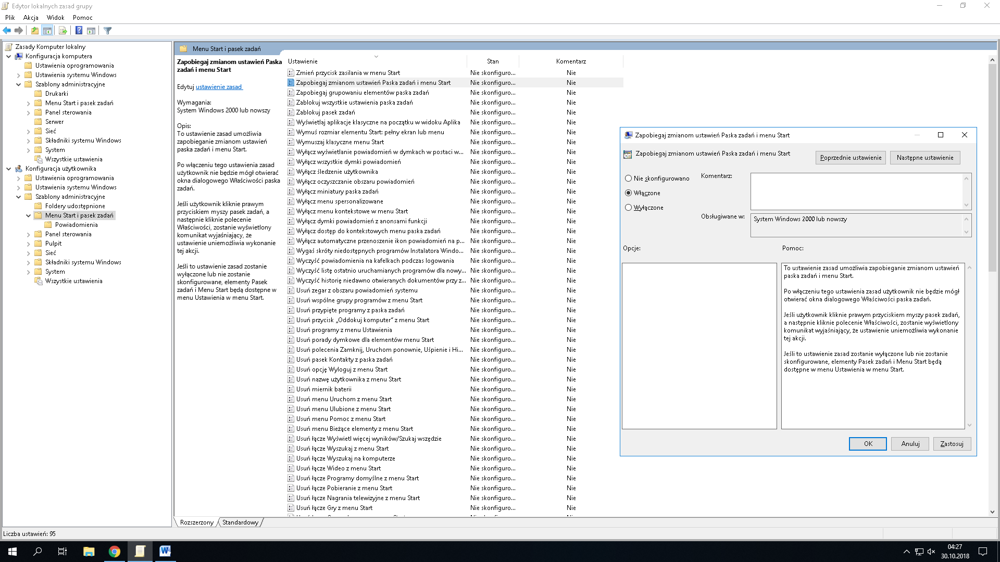 Edytor lokalnych zasad grupy
Plik Akcja Widok Pomoc
Zasady Komputer lokalny
Konfiguracja komputera
Ustawienia oprogramowania
Ustawienia systemu Windows
Szablony administracyjne
Drukarki
Menu Start i pasek zadań
Panel sterowania
Serwer
Sieć
Składniki systemu Windows
System
Wszystkie ustawienia
Konfiguracja użytkownika
Ustawienia oprogramowania
Ustawienia systemu Windows
Szablony administracyjne
Foldery udostępnione
Menu Start i pasek zadań
Powiadomienia
Panel sterowania
Pulpit
Sieć
Składniki systemu Windows
System
Wszystkie ustawienia
Menu Start i pasek zadań
Zapobiegaj zmianom ustawień Paska
zadań i menu Start
Edytuj ustawienie zasad
Wymagania:
System Windows 2000 lub nowszy
Opis:
To ustawienie zasad umożliwia
zapobieganie zmianom ustawień
paska zadań i menu Start.
Po włączeniu tego ustawienia zasad
użytkownik nie będzie mógł otwierać
okna dialogowego Właściwości paska
zadań.
Jeśli użytkownik kliknie prawym
przyciskiem myszy pasek zadań, a
następnie kliknie polecenie
Właściwości, zostanie wyświetlony
komunikat wyjaśniający, że
ustawienie uniemożliwia wykonanie
tej akcji.
Jeśli to ustawienie zasad zostanie
wyłączone lub nie zostanie
skonfigurowane, elementy Pasek
zadań i Menu Start będą dostępne w
menu Ustawienia w menu Start.
Ustawienie Stan Komentarz
Zmień przycisk zasilania w menu Start Nie skonfiguro... Nie
Zapobiegaj zmianom ustawień Paska zadań i menu Start Nie skonfiguro... Nie
Zapobiegaj grupowaniu elementów paska zadań Nie skonfiguro... Nie
Zablokuj wszystkie ustawienia paska zadań Nie skonfiguro... Nie
Zablokuj pasek zadań Nie skonfiguro... Nie
Wyświetlaj aplikacje klasyczne na początku w widoku Aplika Nie skonfiguro... Nie
Wymuś rozmiar elementu Start: pełny ekran lub menu Nie skonfiguro... Nie
Wymuszaj klasyczne menu Start Nie skonfiguro... Nie
Wyłącz wyświetlanie powiadomień w dymkach w postaci w... Nie skonfiguro... Nie
Wyłącz wszystkie dymki powiadomień Nie skonfiguro... Nie
Wyłącz śledzenie użytkownika Nie skonfiguro... Nie
Wyłącz oczyszczanie obszaru powiadomień Nie skonfiguro... Nie
Wyłącz miniatury paska zadań Nie skonfiguro... Nie
Wyłącz menu spersonalizowane Nie skonfiguro... Nie
Wyłącz menu kontekstowe w menu Start Nie skonfiguro... Nie
Wyłącz dymki powiadomień z anonsami funkcji Nie skonfiguro... Nie
Wyłącz dostęp do kontekstowych menu paska zadań Nie skonfiguro... Nie
Wyłącz automatyczne przenoszenie ikon powiadomień na p... Nie skonfiguro... Nie
Wygaś skróty niedostępnych programów Instalatora Windo... Nie skonfiguro... Nie
Wyczyść powiadomienia na kafelkach podczas logowania Nie skonfiguro... Nie
Wyczyść listę ostatnio uruchamianych programów dla nowy... Nie skonfiguro... Nie
Wyczyść historię niedawno otwieranych dokumentów przy z... Nie skonfiguro... Nie
Usuń zegar z obszaru powiadomień systemu Nie skonfiguro... Nie
Usuń wspólne grupy programów z menu Start Nie skonfiguro... Nie
Usuń przypięte programy z paska zadań Nie skonfiguro... Nie
Usuń przycisk „Oddokuj komputer” z menu Start Nie skonfiguro... Nie
Usuń programy z menu Ustawienia Nie skonfiguro... Nie
Usuń porady dymkowe dla elementów menu Start Nie skonfiguro... Nie
Usuń polecenia Zamknij, Uruchom ponownie, Uśpienie i Hi... Nie skonfiguro... Nie
Usuń pasek Kontakty z paska zadań Nie skonfiguro... Nie
Usuń opcję Wyloguj z menu Start Nie skonfiguro... Nie
Usuń nazwę użytkownika z menu Start Nie skonfiguro... Nie
Usuń miernik baterii Nie skonfiguro... Nie
Usuń menu Uruchom z menu Start Nie skonfiguro... Nie
Usuń menu Ulubione z menu Start Nie skonfiguro... Nie
Usuń menu Pomoc z menu Start Nie skonfiguro... Nie
Usuń menu Bieżące elementy z menu Start Nie skonfiguro... Nie
Usuń łącze Wyświetl więcej wyników/Szukaj wszędzie Nie skonfiguro... Nie
Usuń łącze Wyszukaj z menu Start Nie skonfiguro... Nie
Usuń łącze Wyszukaj na komputerze Nie skonfiguro... Nie
Usuń łącze Wideo z menu Start Nie skonfiguro... Nie
Usuń łącze Programy domyślne z menu Start Nie skonfiguro... Nie
Usuń łącze Pobieranie z menu Start Nie skonfiguro... Nie
Usuń łącze Nagrania telewizyjne z menu Start Nie skonfiguro... Nie
Usuń łącze Gry z menu Start Nie skonfiguro... Nie
Rozszerzony Standardowy
Liczba ustawień: 95
Zapobiegaj zmianom ustawień Paska zadań i menu Start
Zapobiegaj zmianom ustawień Paska zadań i menu Start
Poprzednie ustawienie Następne ustawienie
Nie skonfigurowano
Włączone
Wyłączone
Komentarz:
Obsługiwane w:
System Windows 2000 lub nowszy
Opcje:
Pomoc:
To ustawienie zasad umożliwia zapobieganie zmianom ustawień
paska zadań i menu Start.
Po włączeniu tego ustawienia zasad użytkownik nie będzie mógł
otwierać okna dialogowego Właściwości paska zadań.
Jeśli użytkownik kliknie prawym przyciskiem myszy pasek zadań,
a następnie kliknie polecenie Właściwości, zostanie wyświetlony
komunikat wyjaśniający, że ustawienie uniemożliwia wykonanie
tej akcji.
Jeśli to ustawienie zasad zostanie wyłączone lub nie zostanie
skonfigurowane, elementy Pasek zadań i Menu Start będą
dostępne w menu Ustawienia w menu Start.
OK Anuluj Zastosuj
04:27
30.10.2018